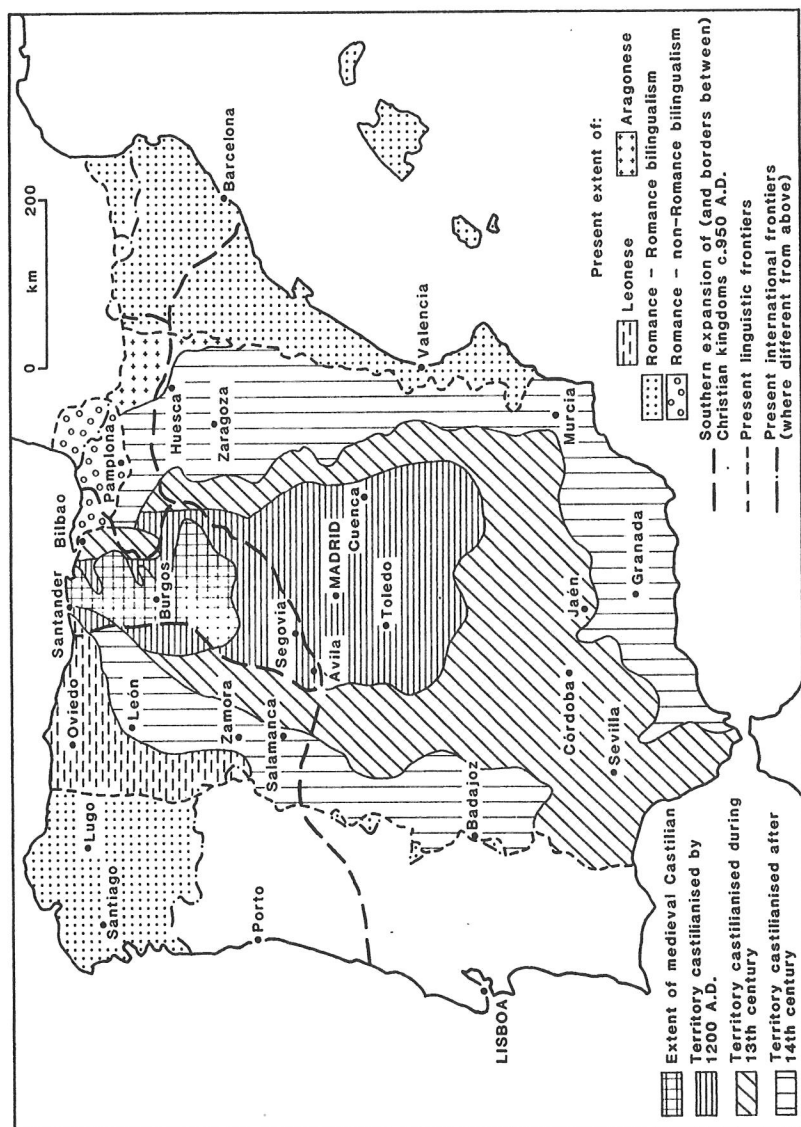 km
0
200
Santander
Bilbao
Oviedo
Lugo
Santiago
León
Burgos
Pamplona
Huesca
Zaragoza
Barcelona
Porto
Zamora
Salamanca
Segovia
Ávila
MADRID
Cuenca
Toledo
Valencia
LISBOA
Badajoz
Córdoba
Sevilla
Jaén
Granada
Murcia
Extent of medieval Castilian
Territory castilianised by
1200 A.D.
Territory castilianised during
13th century
Territory castilianised after
14th century
Present extent of:
Leonese
Aragonese
Romance – Romance bilingualism
Romance – non-Romance bilingualism
Southern expansion of (and borders between)
Christian kingdoms c.950 A.D.
Present linguistic frontiers
Present international frontiers
(where different from above)